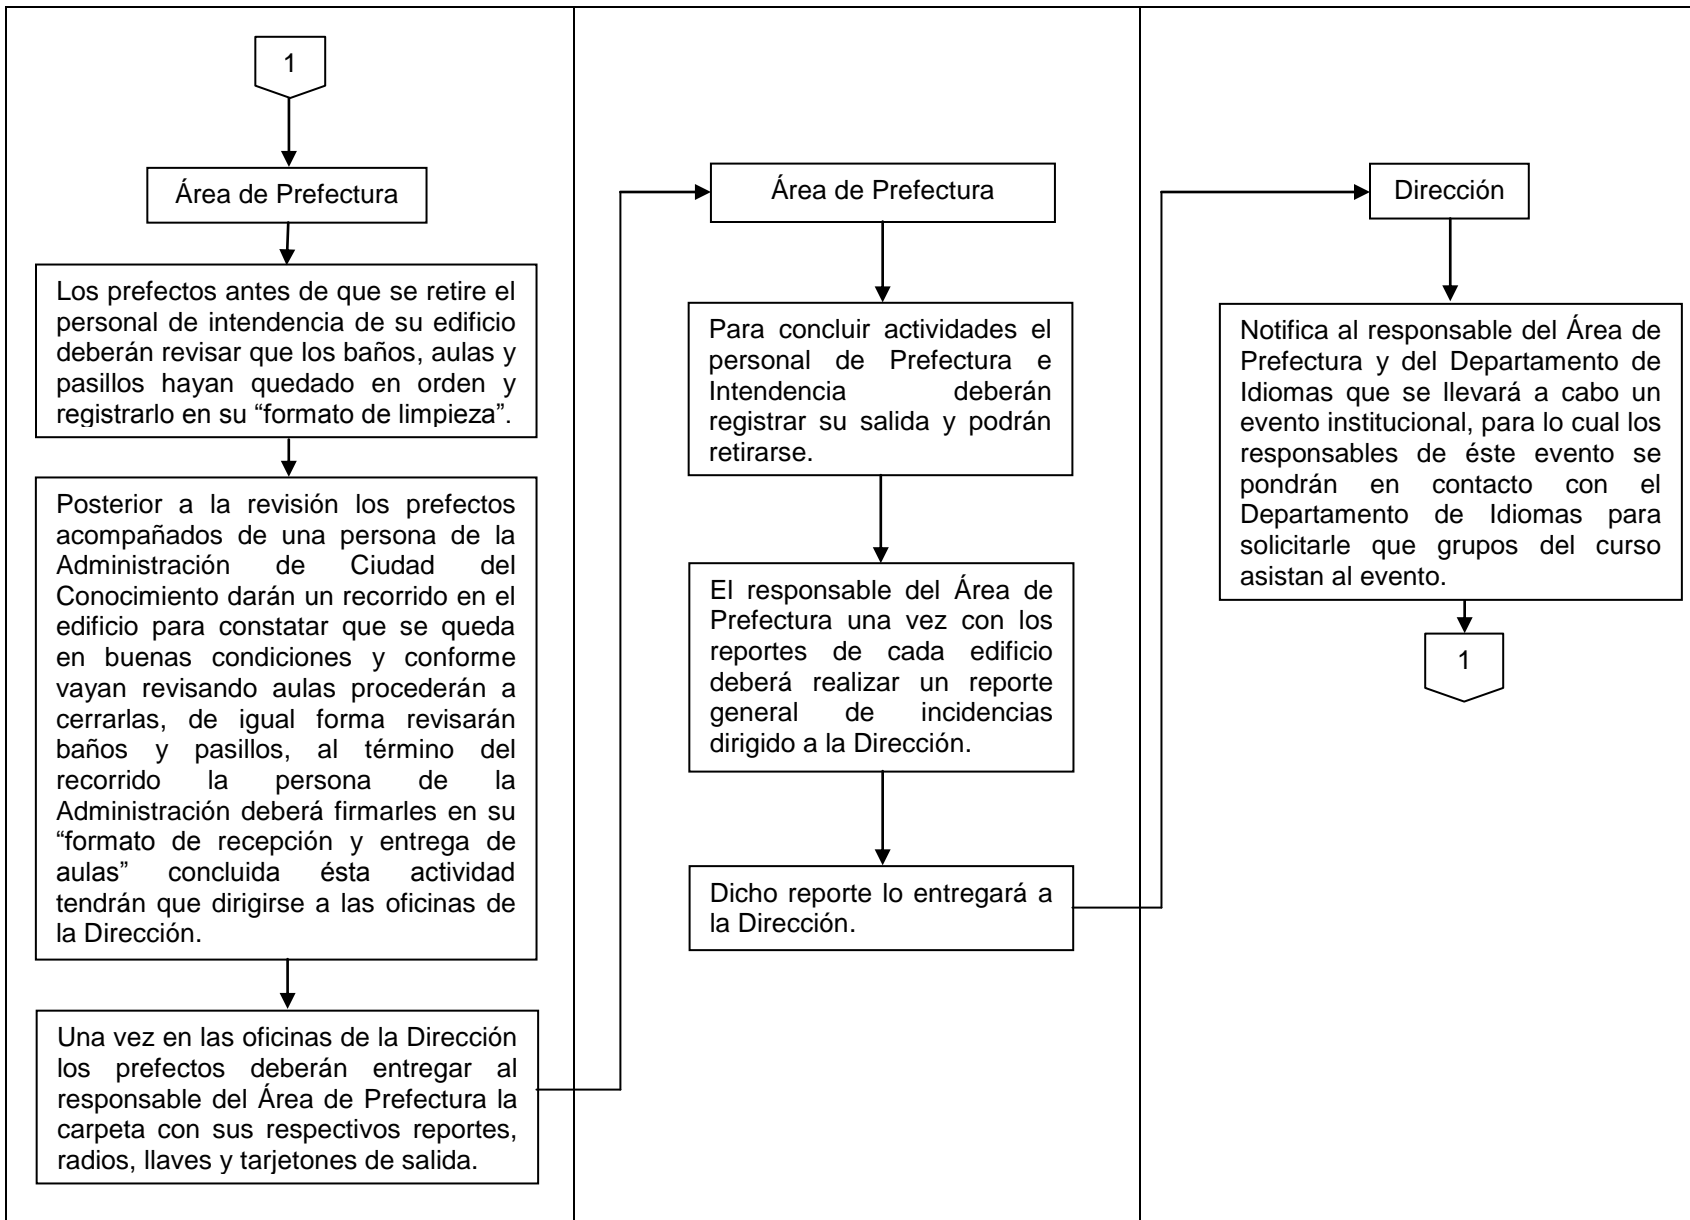 1
Área de Prefectura
Los prefectos antes de que se retire el
personal de intendencia de su edificio
deberán revisar que los baños, aulas y
pasillos hayan quedado en orden y
registrarlo en su “formato de limpieza”.
Posterior a la revisión los prefectos
acompañados de una persona de la
Administración de Ciudad del
Conocimiento darán un recorrido en el
edificio para constatar que se queda
en buenas condiciones y conforme
vayan revisando aulas procederán a
cerrarlas, de igual forma revisarán
baños y pasillos, al término del
recorrido la persona de la
Administración deberá firmarles en su
“formato de recepción y entrega de
aulas” concluida ésta actividad
tendrán que dirigirse a las oficinas de
la Dirección.
Una vez en las oficinas de la Dirección
los prefectos deberán entregar al
responsable del Área de Prefectura la
carpeta con sus respectivos reportes,
radios, llaves y tarjetones de salida.
Área de Prefectura
Para concluir actividades el
personal de Prefectura e
Intendencia deberán
registrar su salida y podrán
retirarse.
El responsable del Área de
Prefectura una vez con los
reportes de cada edificio
deberá realizar un reporte
general de incidencias
dirigido a la Dirección.
Dicho reporte lo entregará a
la Dirección.
Dirección
Notifica al responsable del Área de
Prefectura y del Departamento de
Idiomas que se llevará a cabo un
evento institucional, para lo cual los
responsables de éste evento se
pondrán en contacto con el
Departamento de Idiomas para
solicitarle que grupos del curso
asistan al evento.
1